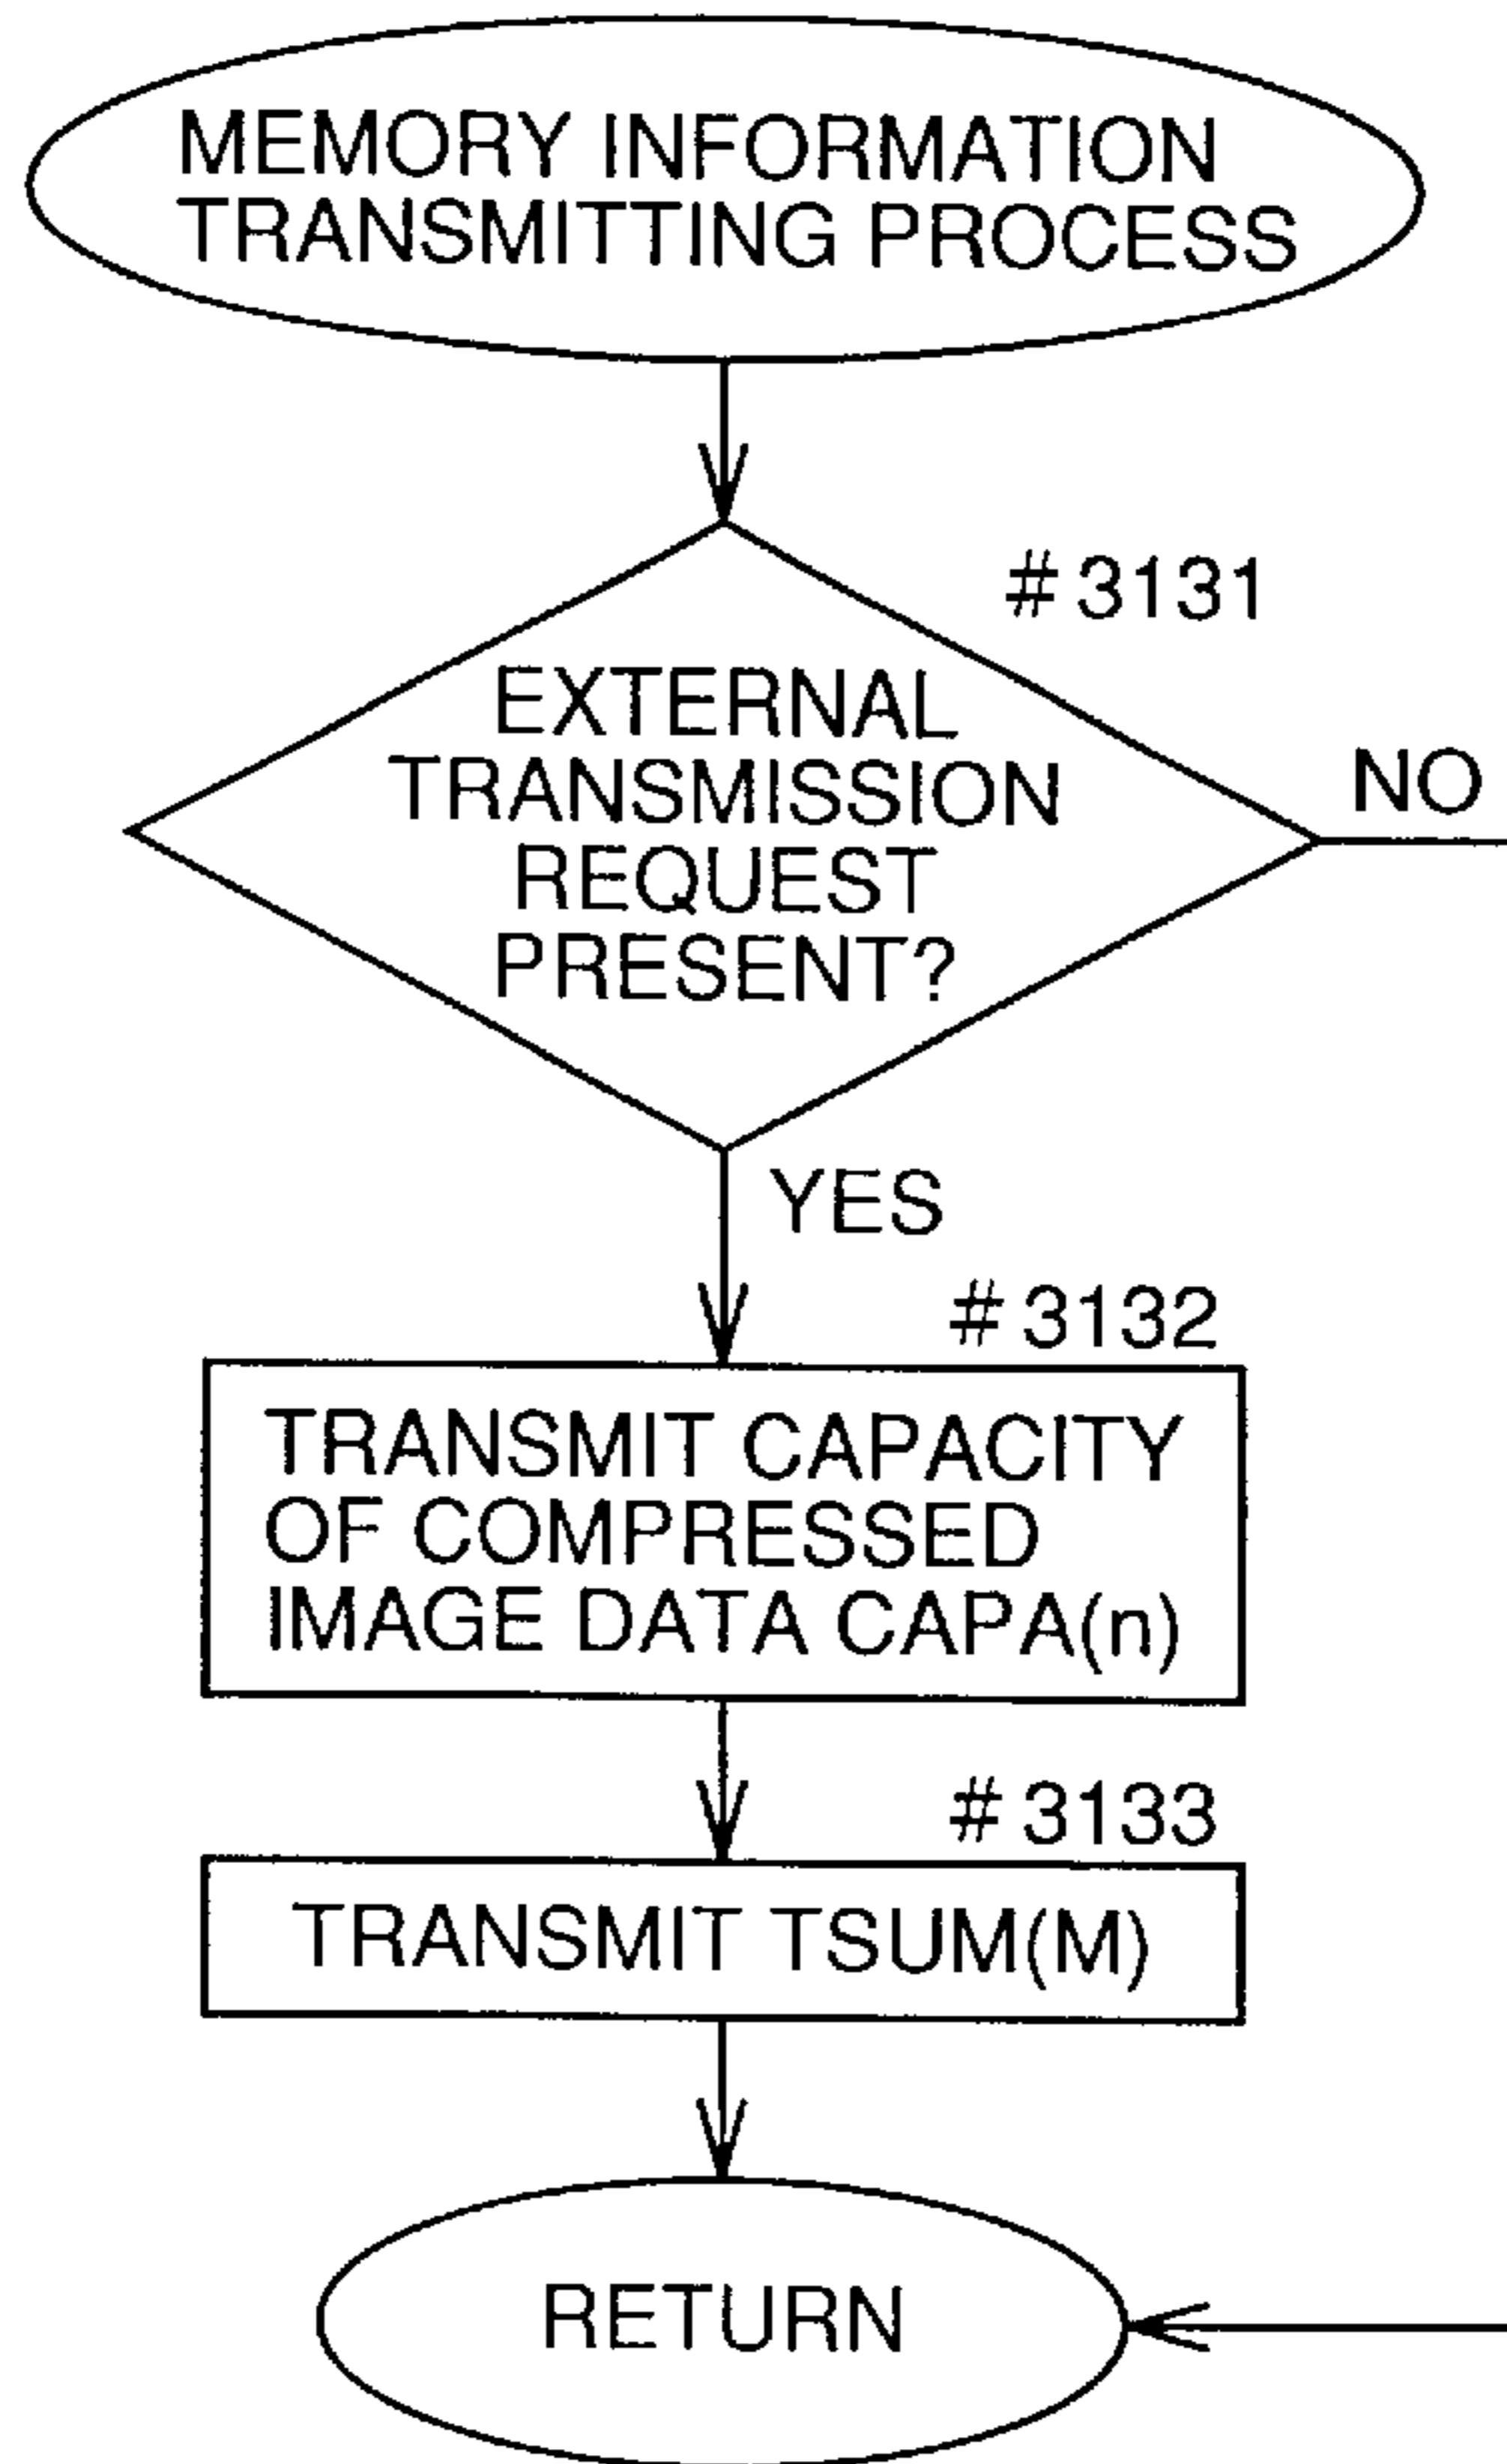 MEMORY INFORMATION
TRANSMITTING PROCESS
# 3131
EXTERNAL
TRANSMISSION
REQUEST
PRESENT?
NO
YES
# 3132
TRANSMIT CAPACITY
OF COMPRESSED
IMAGE DATA CAPA(n)
# 3133
TRANSMIT TSUM(M)
RETURN